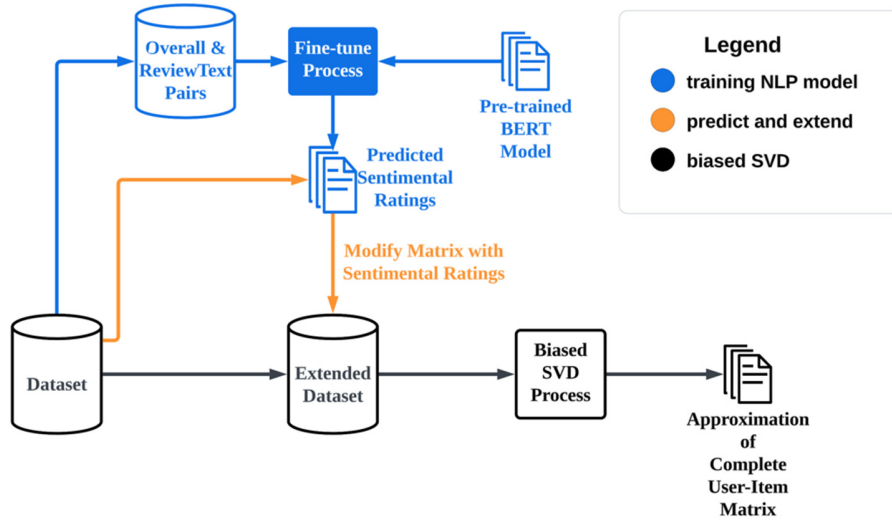 Overall &
ReviewText
Pairs
Fine-tune
Process
Pre-trained
BERT
Model
Legend
training NLP model
predict and extend
biased SVD
Predicted
Sentimental
Ratings
Modify Matrix with
Sentimental Ratings
Dataset
Extended
Dataset
Biased
SVD
Process
Approximation
of
Complete
User-Item
Matrix